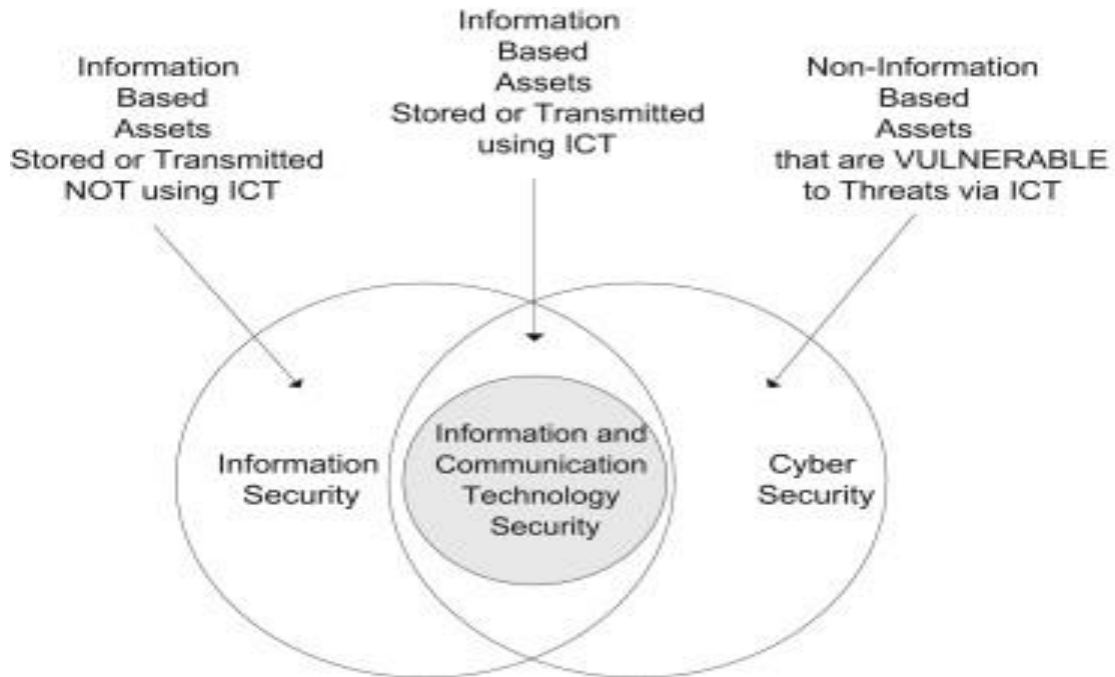 Information
Based
Assets
Stored or Transmitted
NOT using ICT
Information
Based
Assets
Stored or Transmitted
using ICT
Non-Information
Based
Assets
that are VULNERABLE
to Threats via ICT
Information
Security
Information and
Communication
Technology
Security
Cyber
Security